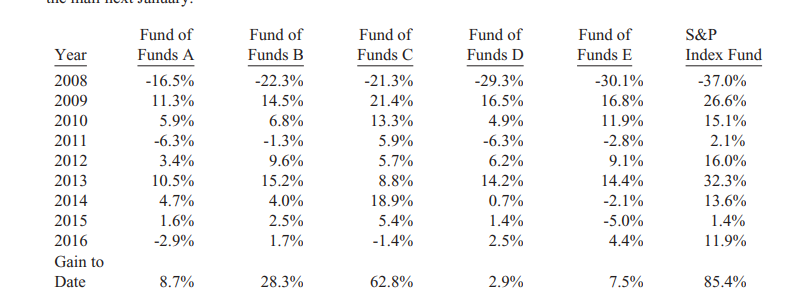 Fund of Fund of Fund of Fund of Fund of S&P
Year Funds A Funds B Funds C Funds D Funds E Index Fund
2008 -16.5% -22.3% -21.3% -29.3% -30.1% -37.0%
2009 11.3% 14.5% 21.4% 16.5% 16.8% 26.6%
2010 5.9% 6.8% 13.3% 4.9% 11.9% 15.1%
2011 -6.3% -1.3% 5.9% -6.3% -2.8% 2.1%
2012 3.4% 9.6% 5.7% 6.2% 9.1% 16.0%
2013 10.5% 15.2% 8.8% 14.2% 14.4% 32.3%
2014 4.7% 4.0% 18.9% 0.7% -2.1% 13.6%
2015 1.6% 2.5% 5.4% 1.4% -5.0% 1.4%
2016 -2.9% 1.7% -1.4% 2.5% 4.4% 11.9%
Gain to
Date 8.7% 28.3% 62.8% 2.9% 7.5% 85.4%